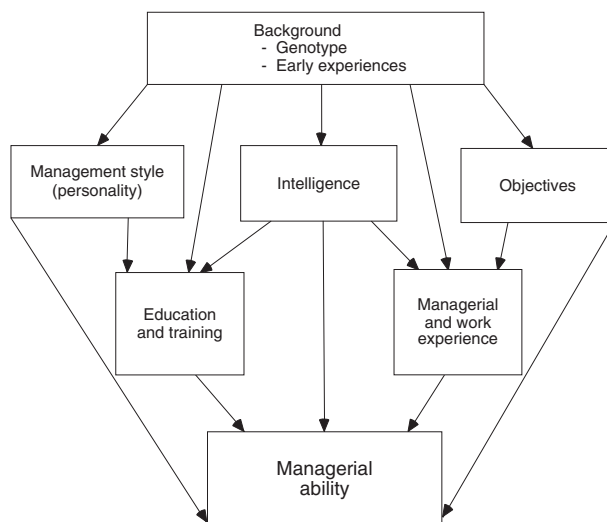 Background
- Genotype
- Early experiences
Management style
(personality)
Intelligence
Objectives
Education
and training
Managerial
and work
experience
Managerial
ability